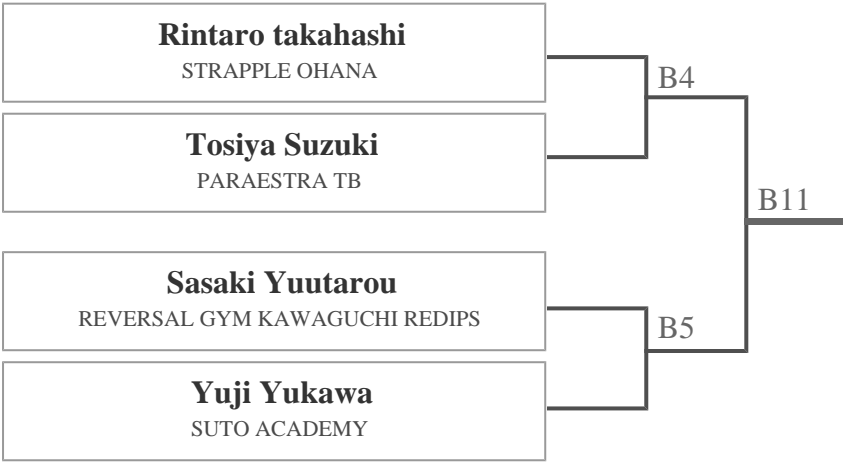 Rintaro takahashi
STRAPPLE OHANA
B4
Tosiya Suzuki
PARAESTRA TB
B11
Sasaki Yuutarou
REVERSAL GYM KAWAGUCHI REDIPS
B5
Yuji Yukawa
SUTO ACADEMY